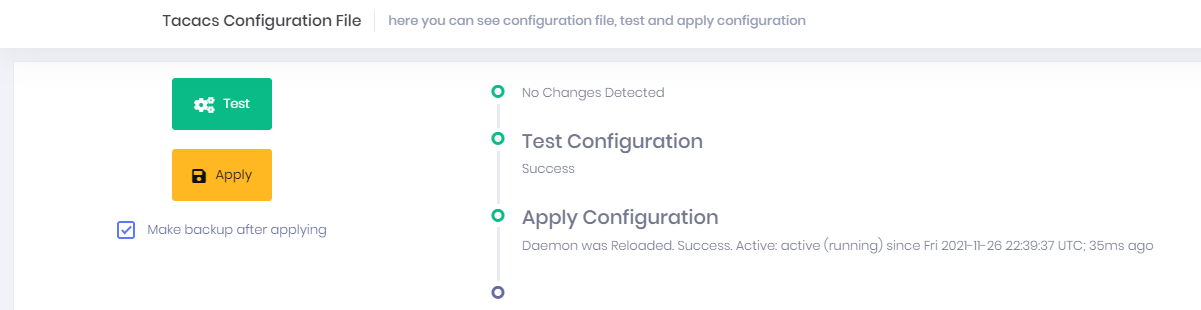 Tacacs Configuration File here you can see configuration file, test and apply configuration
Test
Apply
Make backup after applying
No Changes Detected
Test Configuration
Success
Apply Configuration
Daemon was Reloaded. Success. Active: active (running) since Fri 2021-11-26 22:39:37 UTC; 35ms ago